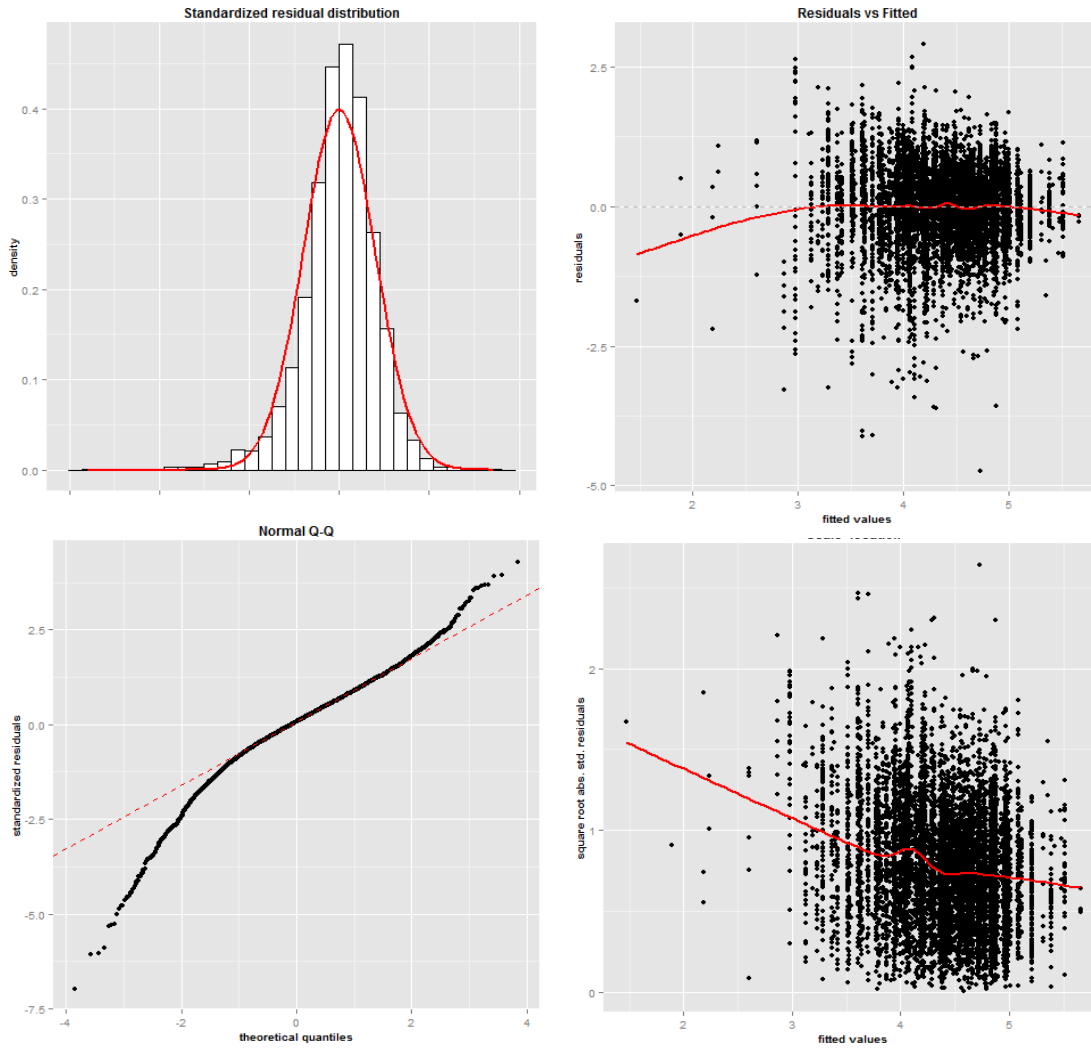 Standardized residual distribution
density
0.4
0.3
0.2
0.1
0.0
Residuals vs Fitted
residuals
2.5
0.0
-2.5
-5.0
2 3 4 5
fitted values
Normal Q-Q
standardized residuals
2.5
0.0
-2.5
-5.0
-7.5
-4 -2 0 2 4
theoretical quantiles
square root abs. std. residuals
2
1
0
2 3 4 5
fitted values